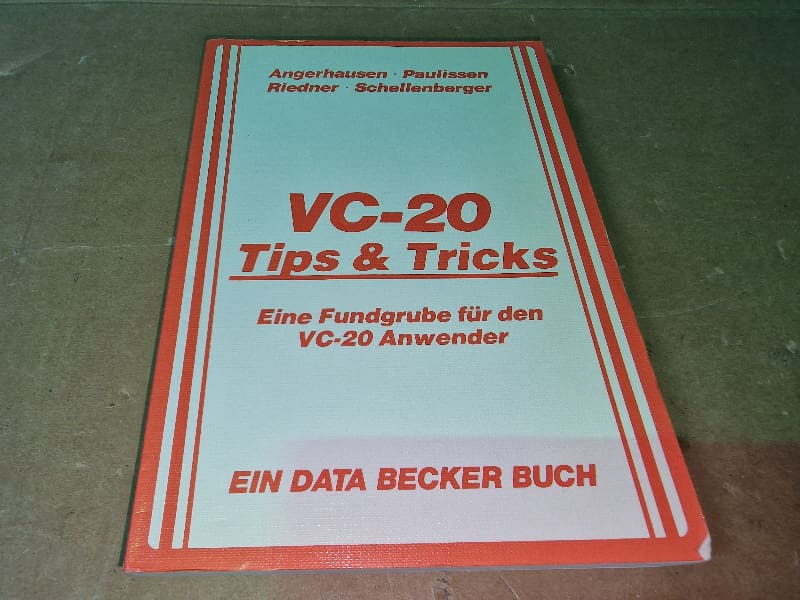 Angerhausen · Paulissen
Riedner · Schellenberger
VC-20
Tips & Tricks
Eine Fundgrube für den
VC-20 Anwender
EIN DATA BECKER BUCH